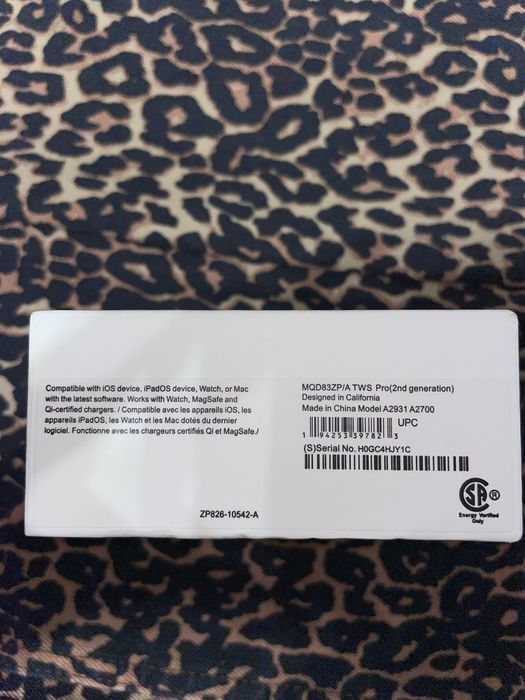 Compatible with iOS device, iPadOS device, Watch, or Mac
with the latest software. Works with Watch, MagSafe and
Qi-certified chargers. / Compatible avec les appareils iOS, les
appareils iPadOS, les Watch et les Mac dotés du dernier
logiciel. Fonctionne avec les chargeurs certifiés Qi et MagSafe./
ZP826-10542-A
MQD83ZP/A TWS Pro(2nd generation)
Designed in California
Made in China Model A2931 A2700
UPC
1 94253 39782 3
(S)Serial No. H0GC4HJY1C
SA ®
Energy Verified
Only